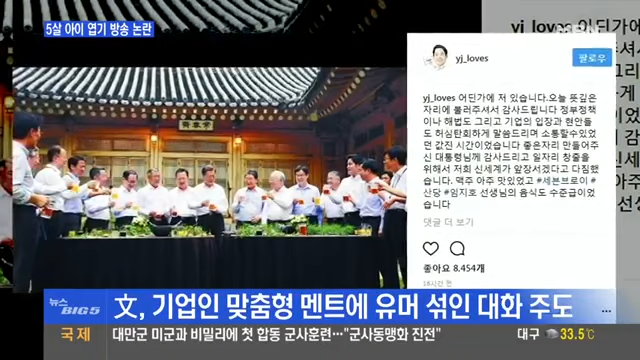 5살 아이 엽기 방송 논란
MBN
yj_loves 어딘가에
yj_loves
팔로우
yj_loves 어딘가에 저 있습니다.오늘 뜻깊은
자리에 불러주셔서 감사드립니다 정부정책
이나 해법도 그리고 기업의 입장과 현안들
도 허심탄회하게 말씀드리며 소통할수있었
던 값진 시간이었습니다 좋은자리 만들어주
신 대통령님께 감사드리고 일자리 창출을
위해서 저희 신세계가 앞장서겠다고 다짐했
습니다. 맥주 아주 맛있었고 #세븐브로이 #
산당 #임지호 선생님의 음식도 수준급이었
습니다
댓글 더 보기
좋아요 8,454개
18시간 전
뉴스
BIG5
文, 기업인 맞춤형 멘트에 유머 섞인 대화 주도
국 제
대만군 미군과 비밀리에 첫 합동 군사훈련..."군사동맹화 진전"
대구 33.5℃